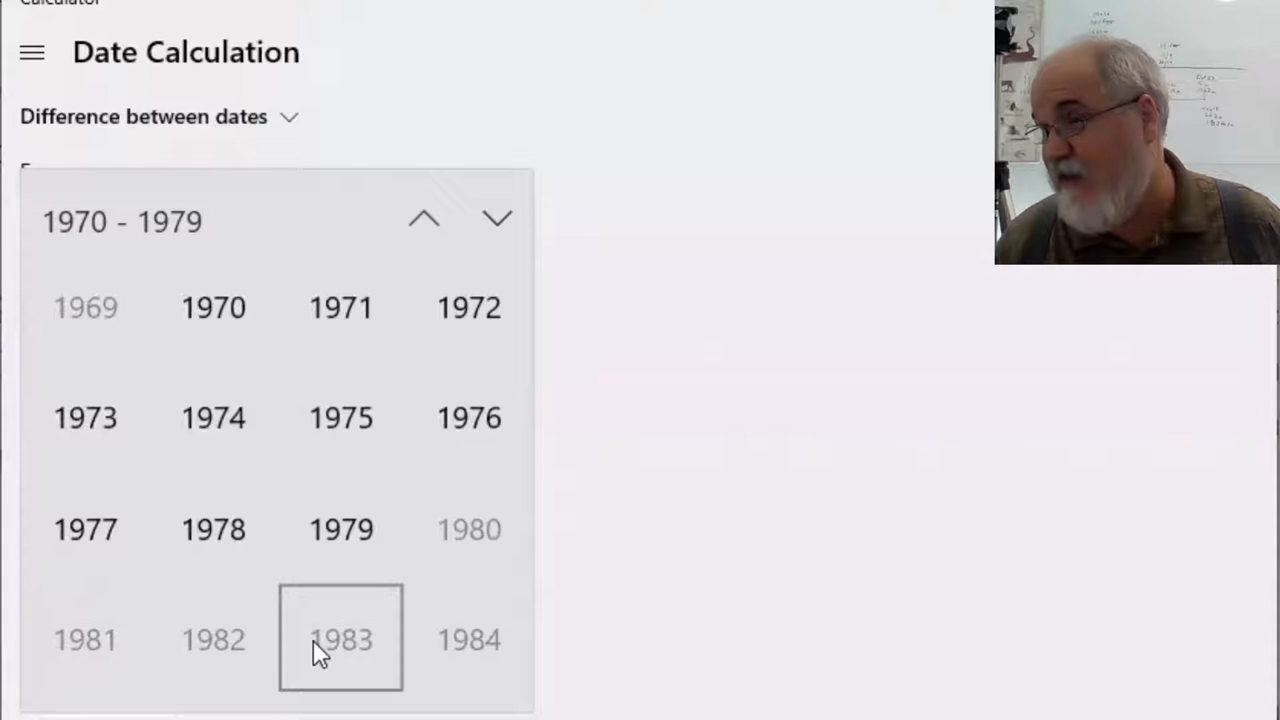 Calculator
Date Calculation
Difference between dates
1970 - 1979
1969 1970 1971 1972
1973 1974 1975 1976
1977 1978 1979 1980
1981 1982 1983 1984